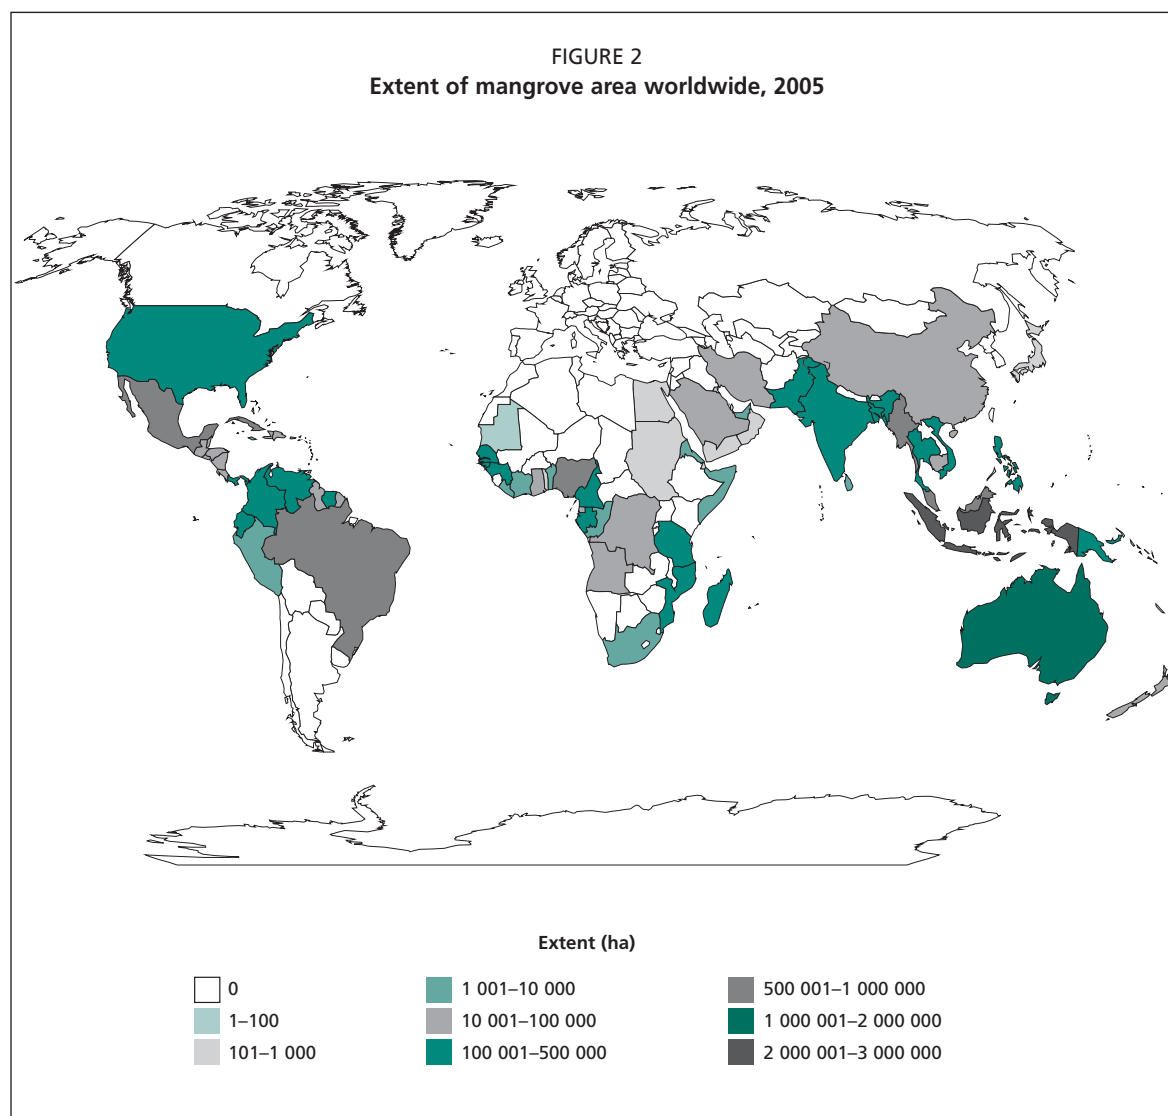 FIGURE 2
Extent of mangrove area worldwide, 2005
Extent (ha)
0
1–100
101–1 000
1 001–10 000
10 001–100 000
100 001–500 000
500 001–1 000 000
1 000 001–2 000 000
2 000 001–3 000 000